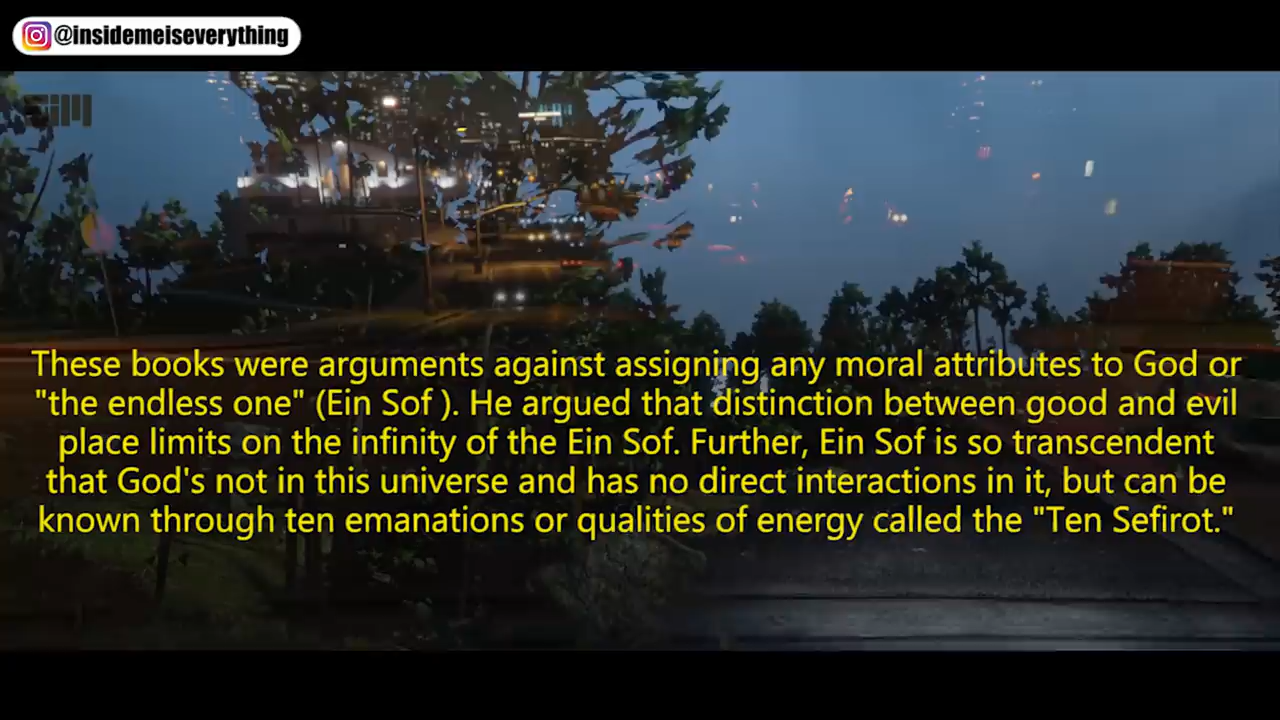 @insidemeiseverything
These books were arguments against assigning any moral attributes to God or
"the endless one" (Ein Sof ). He argued that distinction between good and evil
place limits on the infinity of the Ein Sof. Further, Ein Sof is so transcendent
that God's not in this universe and has no direct interactions in it, but can be
known through ten emanations or qualities of energy called the "Ten Sefirot."